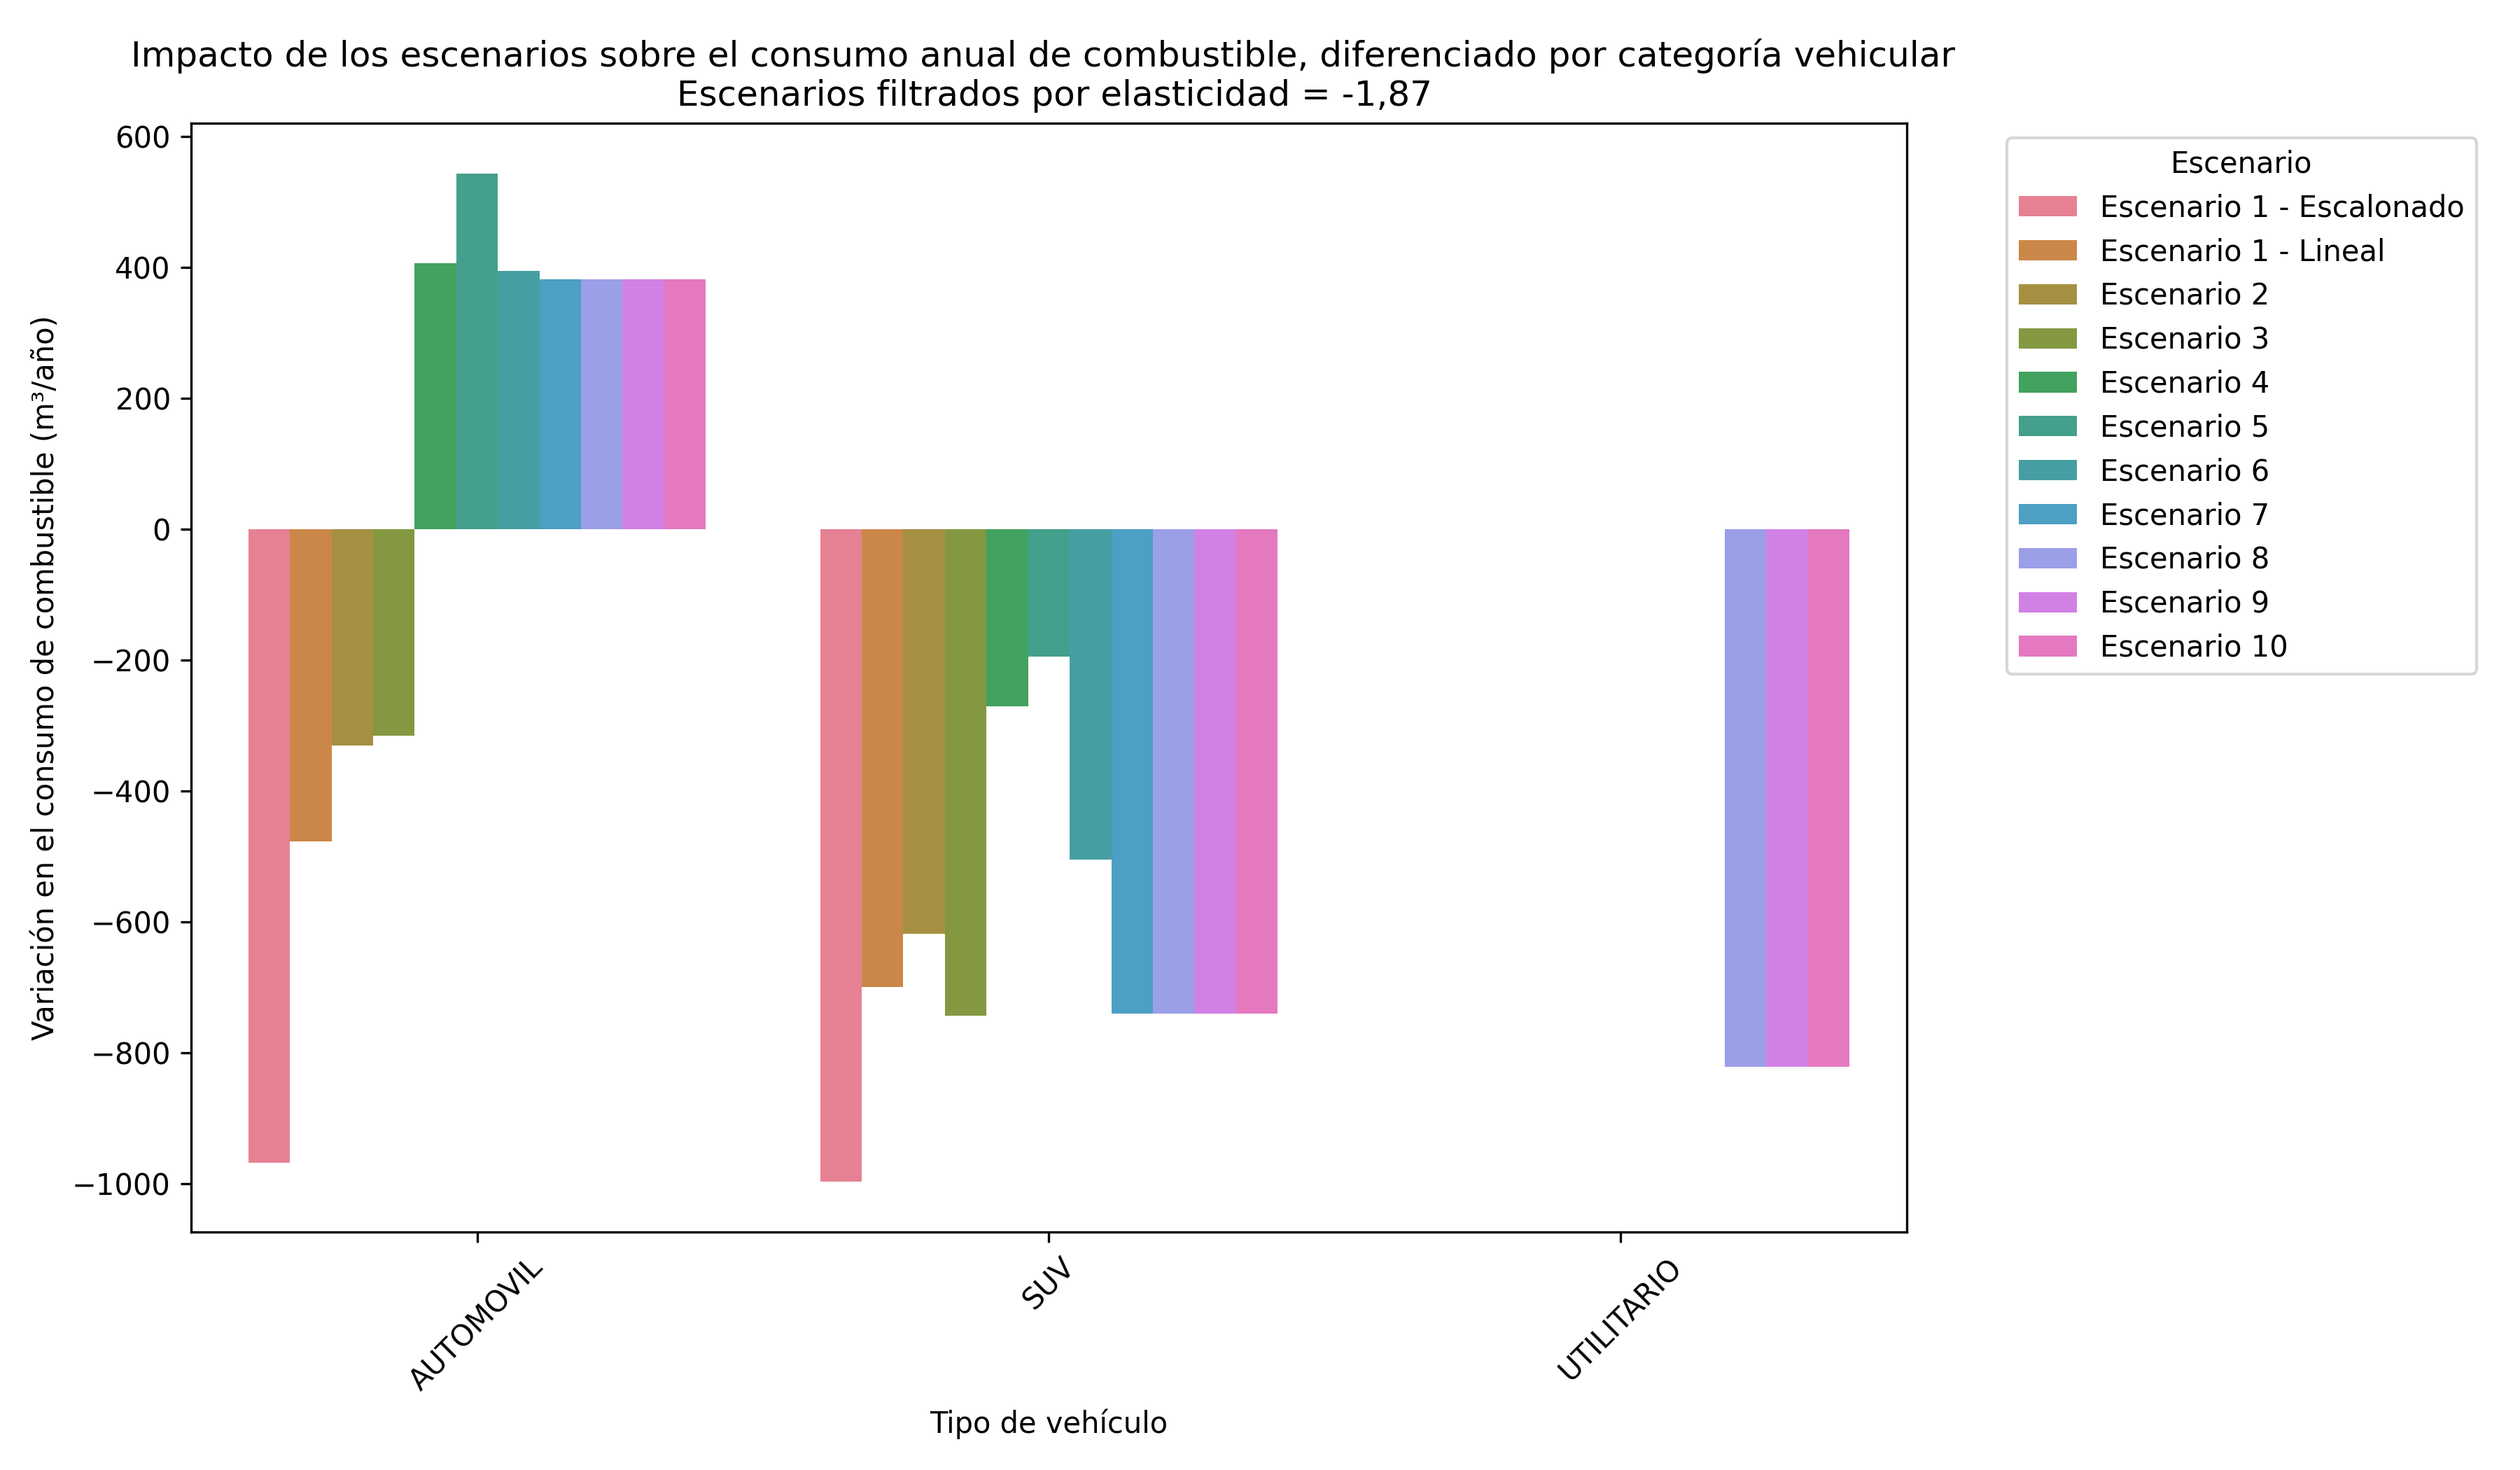 Impacto de los escenarios sobre el consumo anual de combustible, diferenciado por categoría vehicular
Escenarios filtrados por elasticidad = -1,87
Variación en el consumo de combustible (m³/año)
600
400
200
0
−200
−400
−600
−800
−1000
AUTOMOVIL
SUV
UTILITARIO
Tipo de vehículo
Escenario
Escenario 1 - Escalonado
Escenario 1 - Lineal
Escenario 2
Escenario 3
Escenario 4
Escenario 5
Escenario 6
Escenario 7
Escenario 8
Escenario 9
Escenario 10